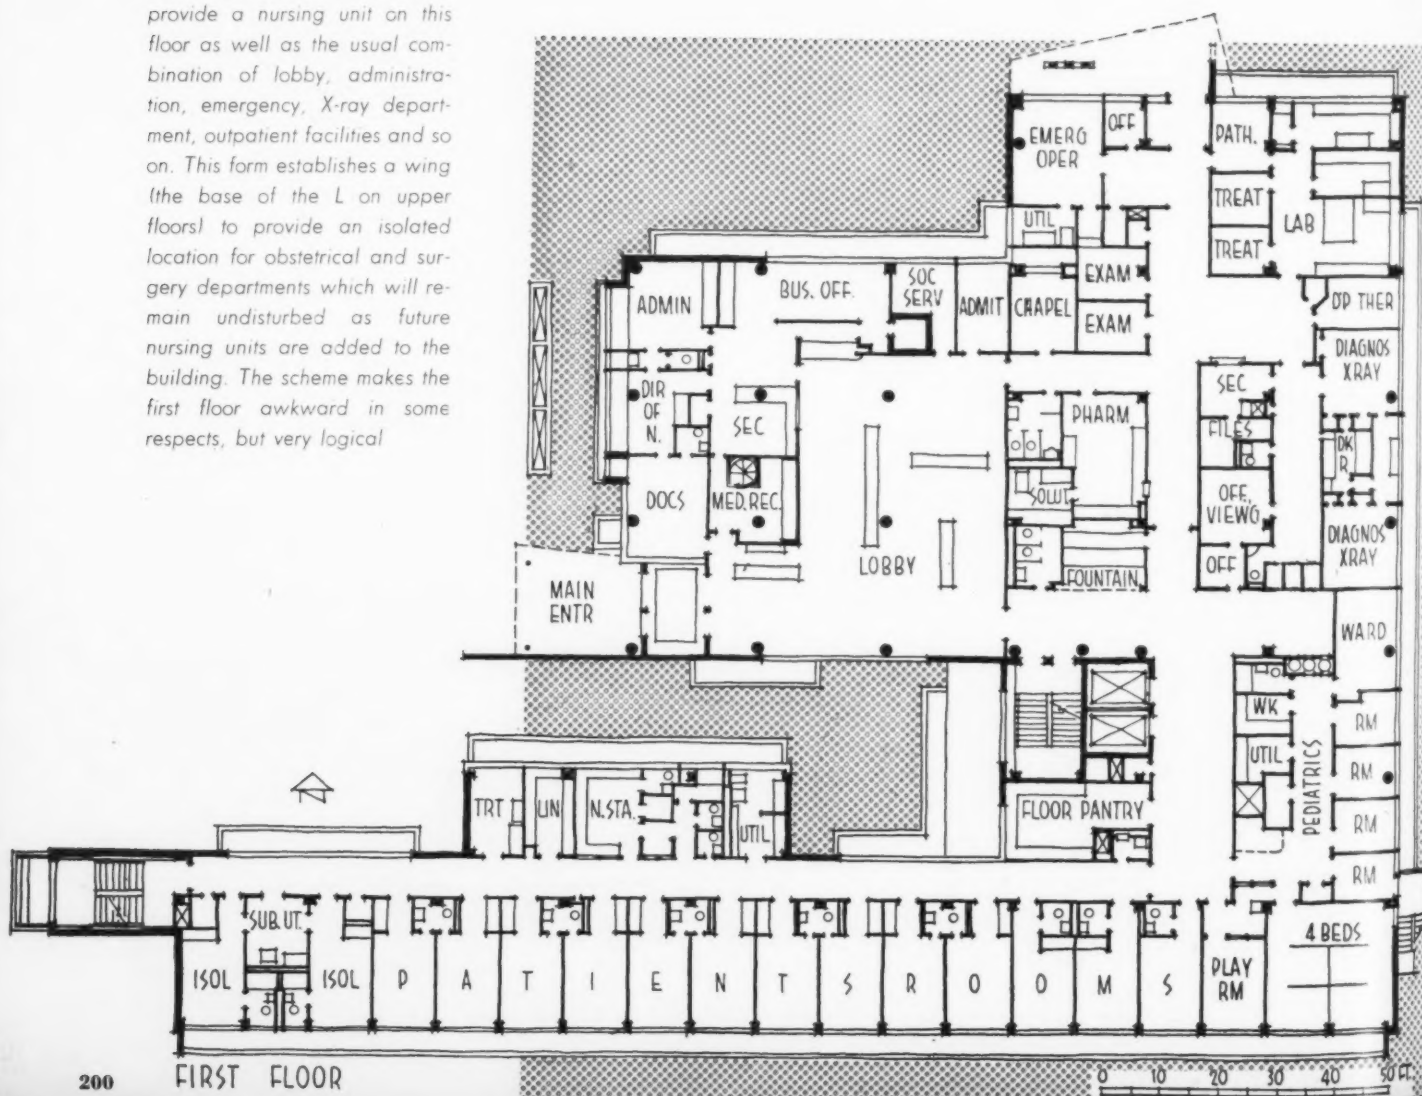 provide a nursing unit on this
floor as well as the usual com-
bination of lobby, administra-
tion, emergency, X-ray depart-
ment, outpatient facilities and so
on. This form establishes a wing
(the base of the L on upper
floors) to provide an isolated
location for obstetrical and sur-
gery departments which will re-
main undisturbed as future
nursing units are added to the
building. The scheme makes the
first floor awkward in some
respects, but very logical
EMERG
OPER
OFF
PATH.
TREAT
TREAT
LAB
UTIL
EXAM
EXAM
CHAPEL
ADMIT
SOC
SERV
BUS. OFF.
ADMIN
DIR
OF
N.
SEC
DOCS
MED. REC.
MAIN
ENTR
LOBBY
PHARM
SOLUT
FOUNTAIN
OP THER
DIAGNOS
XRAY
SEC
FILES
DK
R.
OFF.
VIEWG
OFF
DIAGNOS
XRAY
WARD
WK
UTIL
PEDIATRICS
RM
RM
RM
RM
FLOOR PANTRY
TRT
LIN
N.STA.
UTIL
SUB.UT.
ISOL
ISOL
PATIENTS ROOMS
PLAY
RM
4 BEDS
200
FIRST FLOOR
0 10 20 30 40 50 FT.